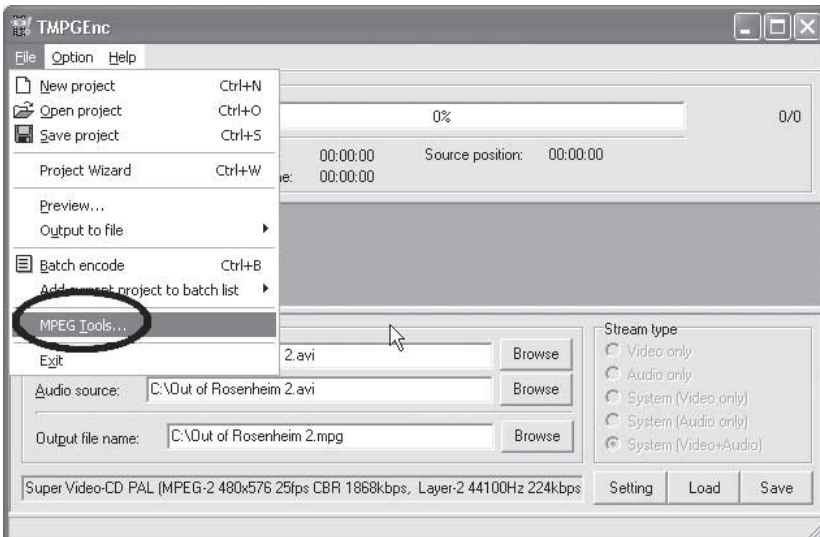 TMPGEnc
File Option Help
New project Ctrl+N
Open project Ctrl+O
Save project Ctrl+S
Project Wizard Ctrl+W
Preview...
Output to file
Batch encode Ctrl+B
Add current project to batch list
MPEG Tools...
Exit
0% 0/0
00:00:00 Source position: 00:00:00
e: 00:00:00
2.avi Browse
Audio source: C:\Out of Rosenheim 2.avi Browse
Output file name: C:\Out of Rosenheim 2.mpg Browse
Stream type
Video only
Audio only
System (Video only)
System (Audio only)
System (Video+Audio)
Super Video-CD PAL (MPEG-2 480x576 25fps CBR 1868kbps, Layer-2 44100Hz 224kbps Setting Load Save